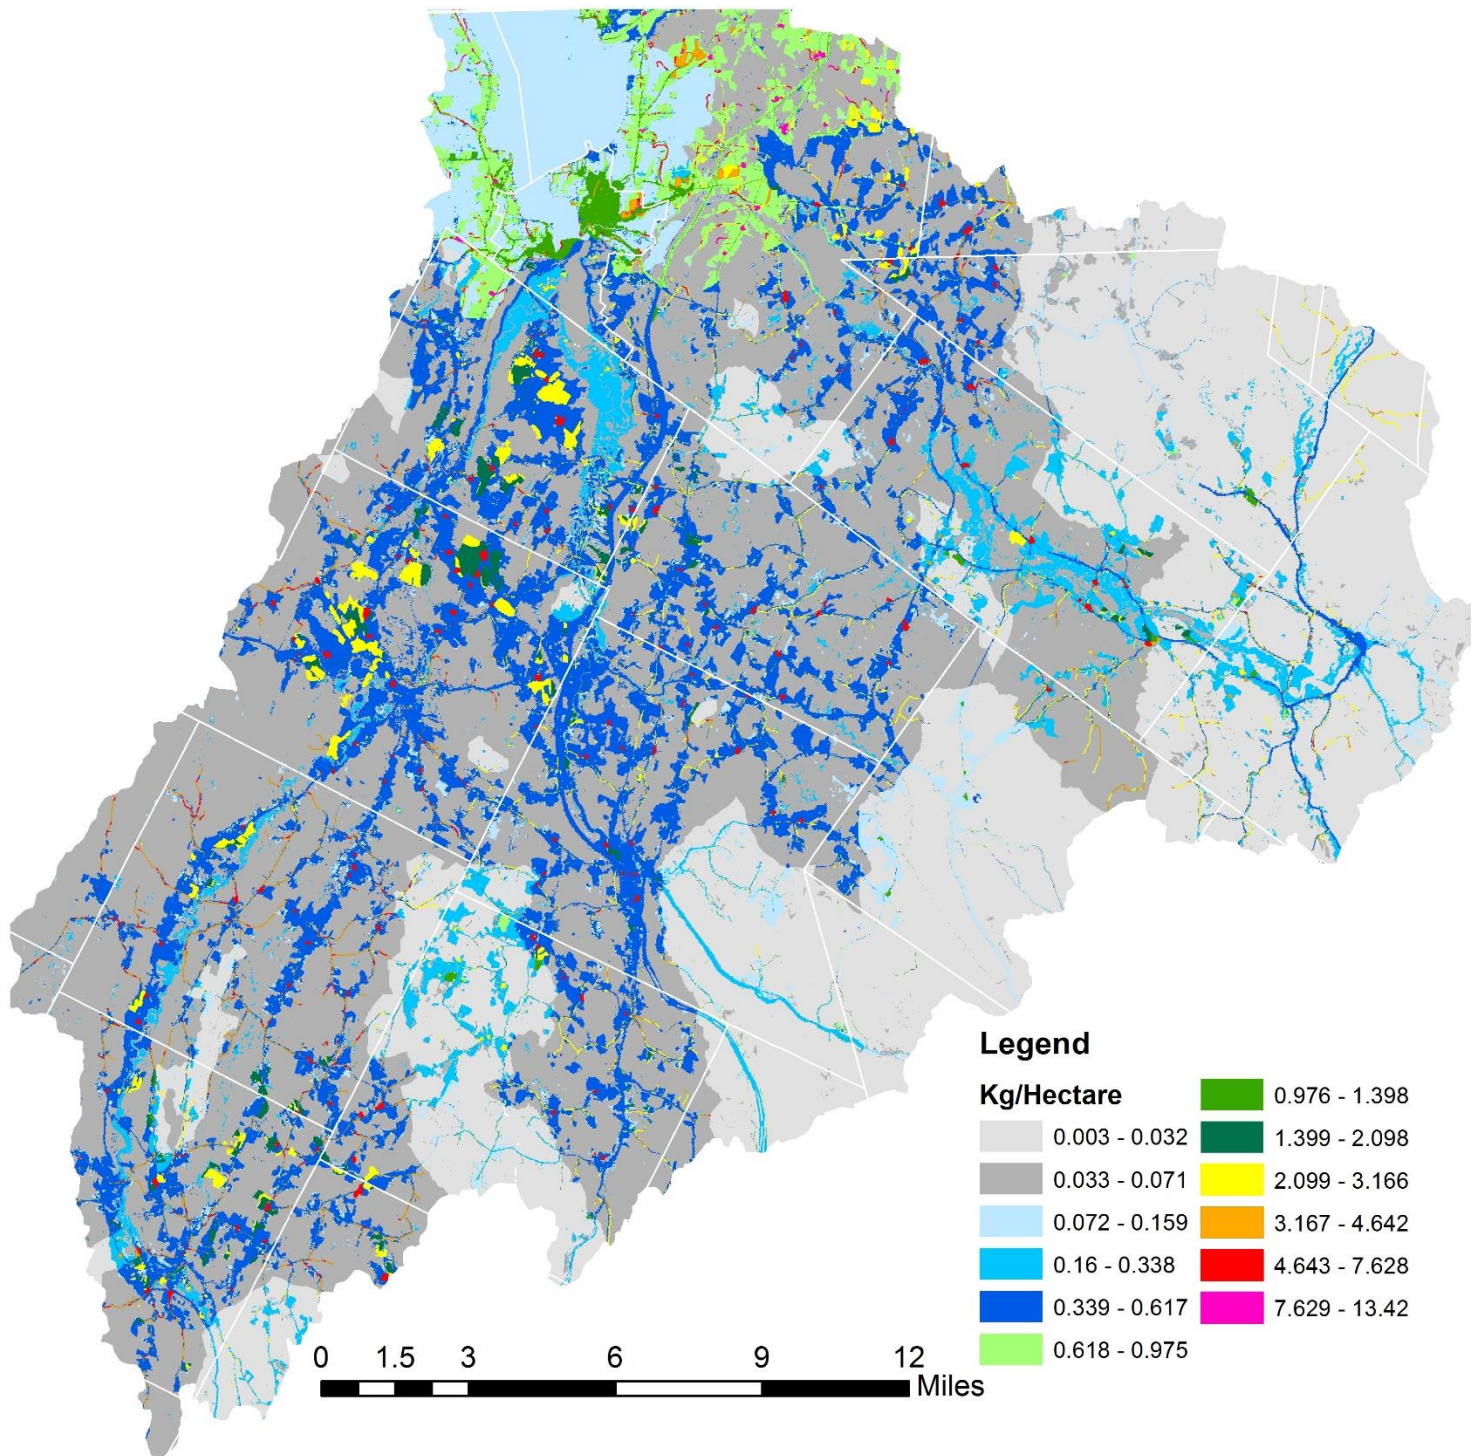 Legend
Kg/Hectare
0.003 - 0.032
0.033 - 0.071
0.072 - 0.159
0.16 - 0.338
0.339 - 0.617
0.618 - 0.975
0.976 - 1.398
1.399 - 2.098
2.099 - 3.166
3.167 - 4.642
4.643 - 7.628
7.629 - 13.42
0 1.5 3 6 9 12
Miles